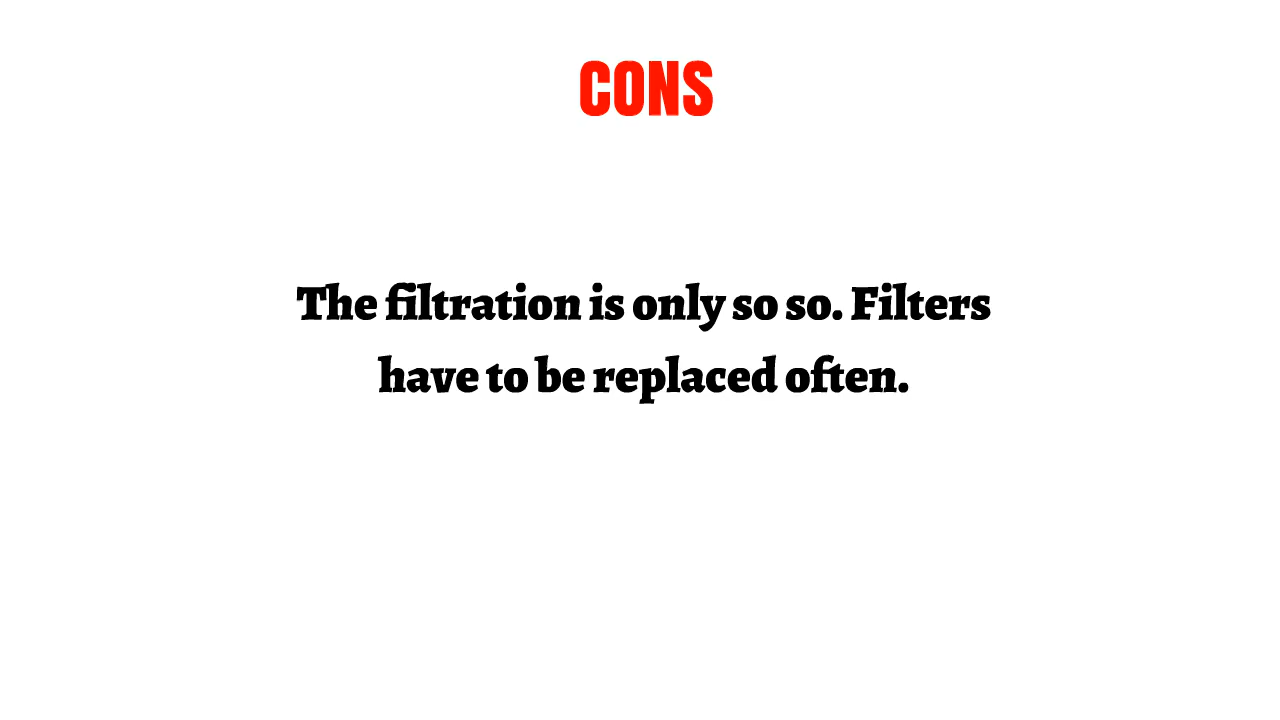 CONS
The filtration is only so so. Filters
have to be replaced often.